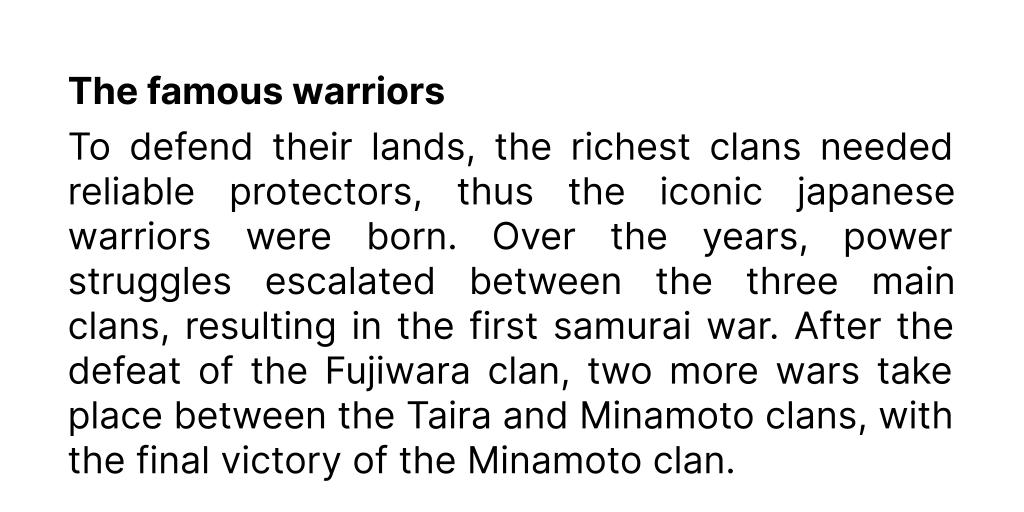 The famous warriors
To defend their lands, the richest clans needed
reliable protectors, thus the iconic japanese
warriors were born. Over the years, power
struggles escalated between the three main
clans, resulting in the first samurai war. After the
defeat of the Fujiwara clan, two more wars take
place between the Taira and Minamoto clans, with
the final victory of the Minamoto clan.